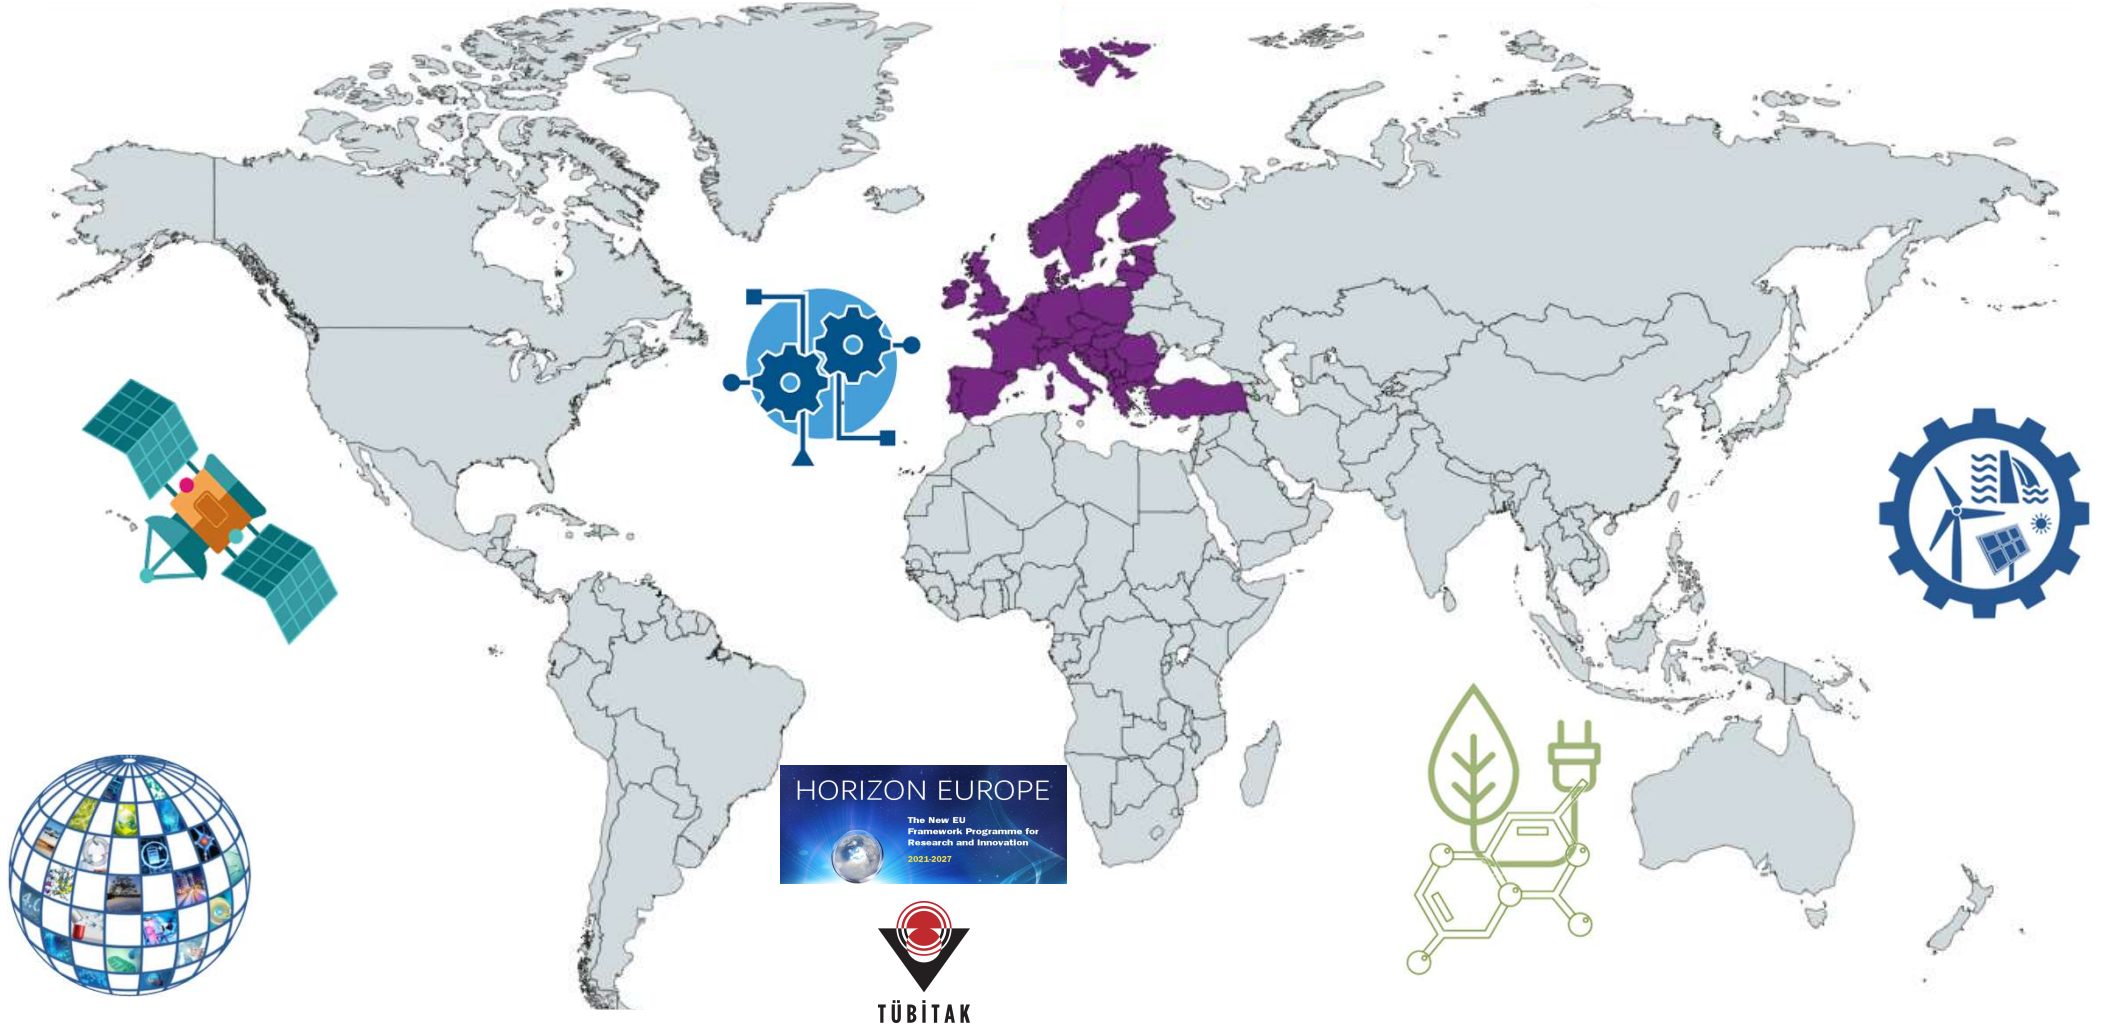 HORIZON EUROPE
The New EU
Framework Programme for
Research and Innovation
2021-2027
TÜBİTAK